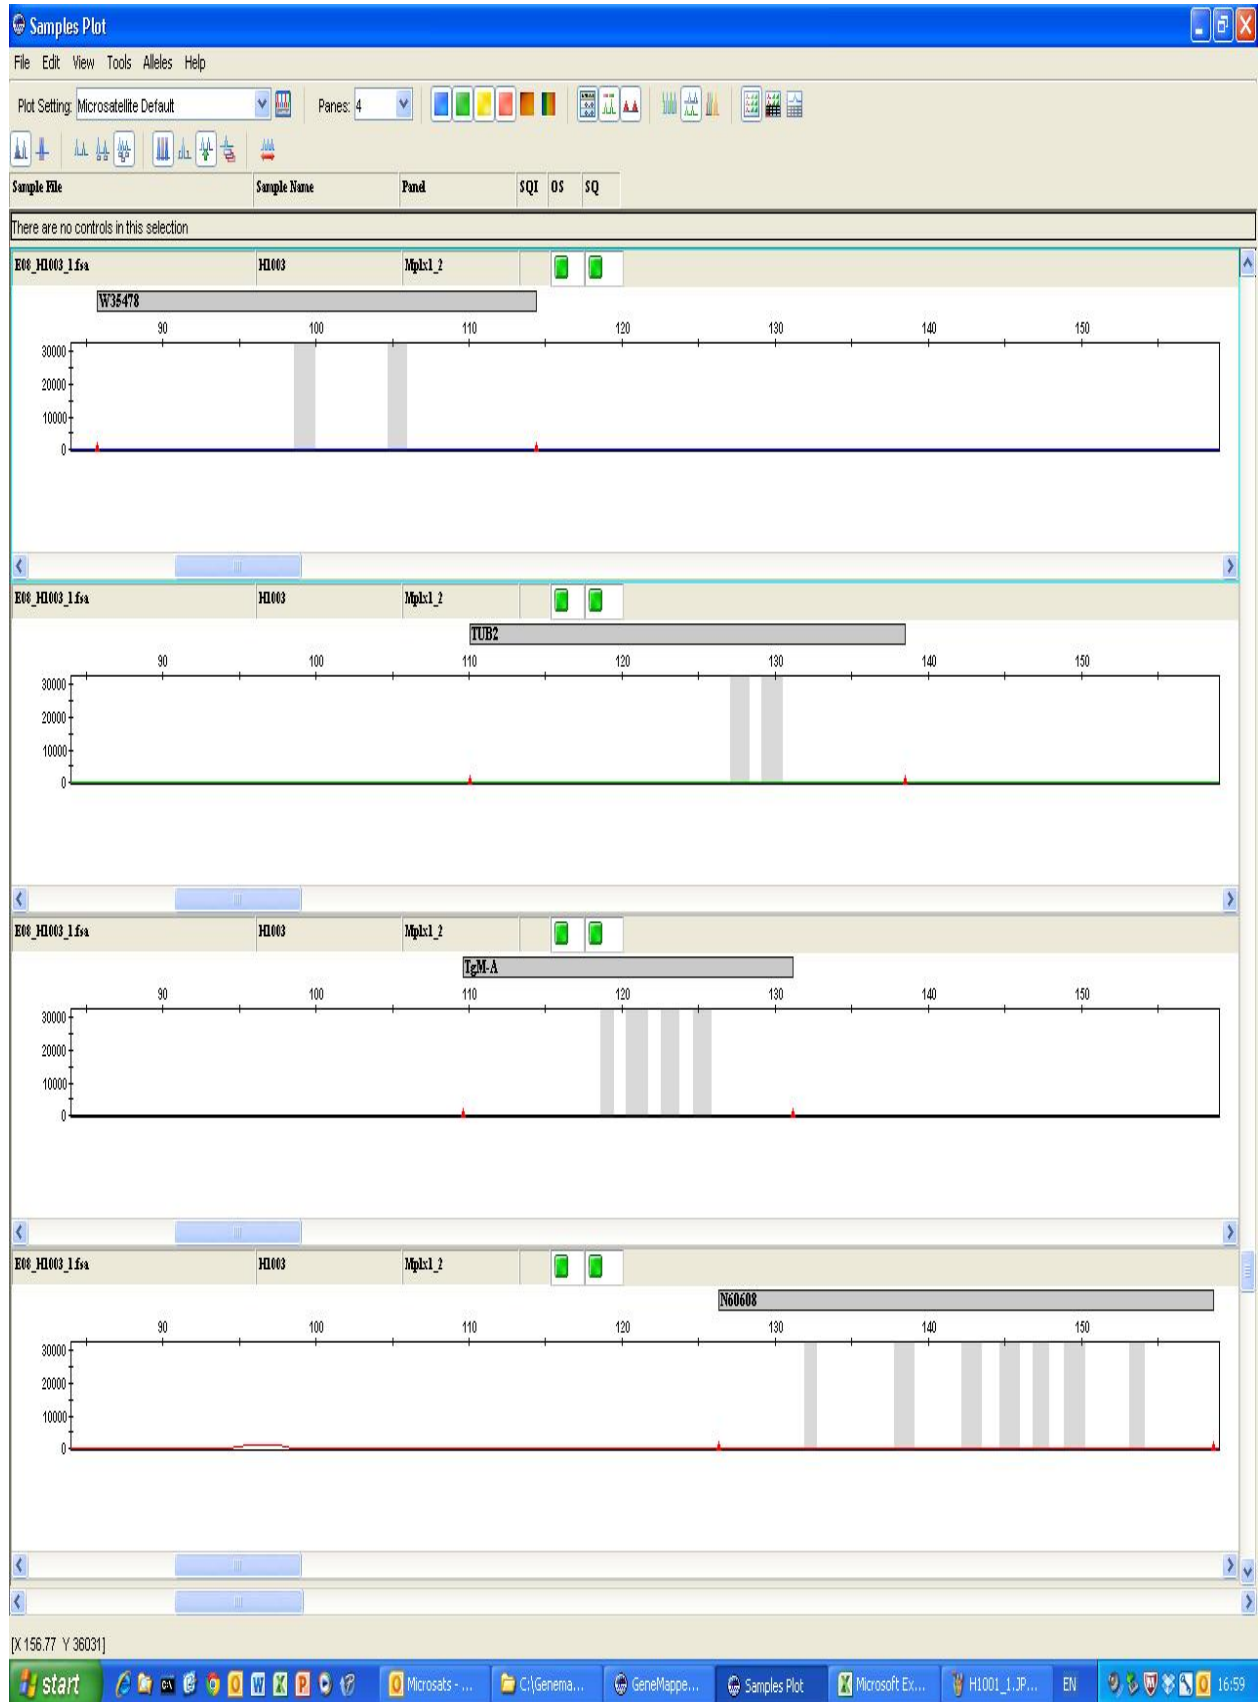 Samples Plot
File Edit View Tools Alleles Help
Plot Setting: Microsatellite Default Panes: 4
Sample File Sample Name Panel SQI OS SQ
There are no controls in this selection
E08_H1003_1.fsa H1003 Mplx1_2
W35478
90 100 110 120 130 140 150
30000
20000
10000
0
E08_H1003_1.fsa H1003 Mplx1_2
TUB2
90 100 110 120 130 140 150
30000
20000
10000
0
E08_H1003_1.fsa H1003 Mplx1_2
TgM-A
90 100 110 120 130 140 150
30000
20000
10000
0
E08_H1003_1.fsa H1003 Mplx1_2
N60608
90 100 110 120 130 140 150
30000
20000
10000
0
[X 156.77 Y 36031]
start Microsats - ... C:\Genema... GeneMappe... Samples Plot Microsoft Ex... H1001_1.JP... EN 16:59